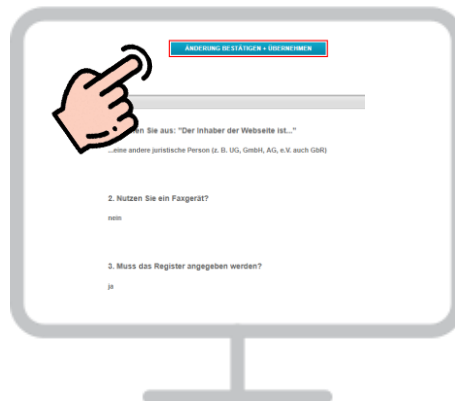 ÄNDERUNG BESTÄTIGEN + ÜBERNEHMEN
en Sie aus: "Der Inhaber der Webseite ist..."
...eine andere juristische Person (z. B. UG, GmbH, AG, e.V. auch GbR)
2. Nutzen Sie ein Faxgerät?
nein
3. Muss das Register angegeben werden?
ja